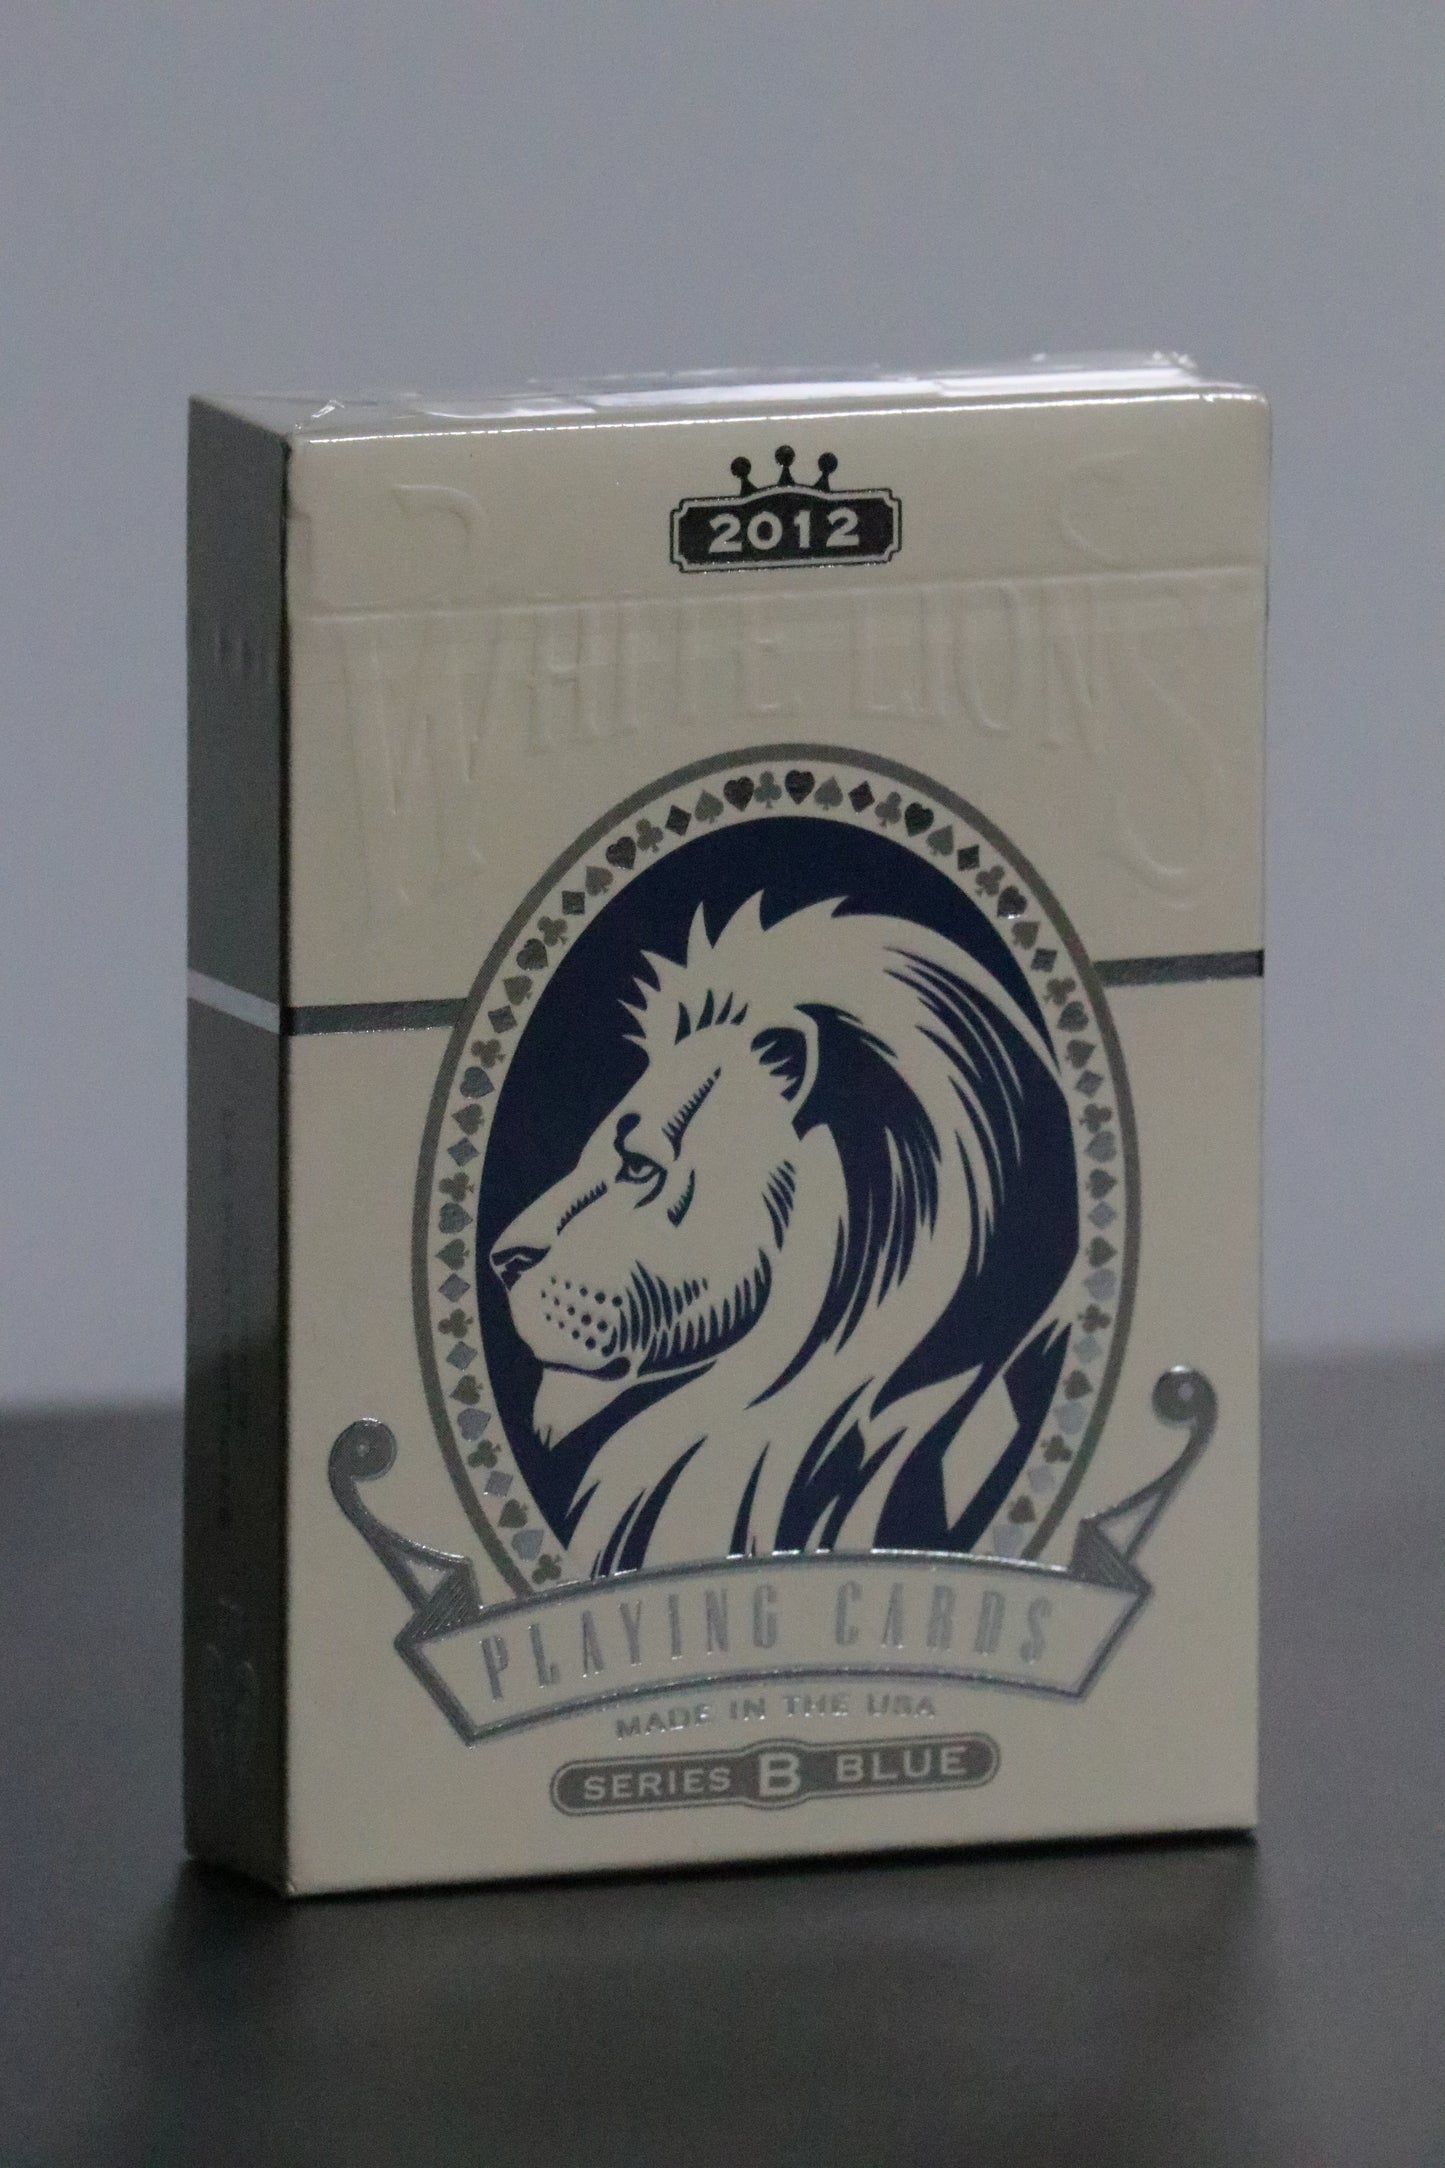 2012
WHITE LIONS
PLAYING CARDS
MADE IN THE USA
SERIES B BLUE